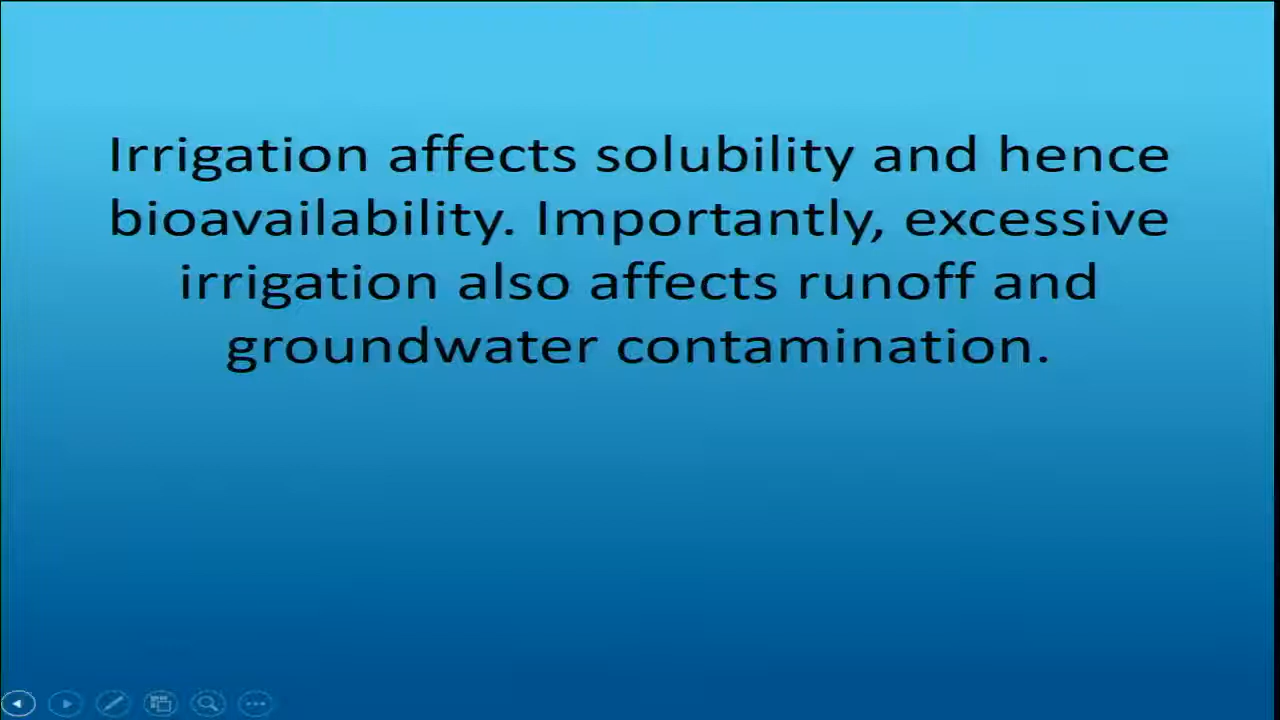 Irrigation affects solubility and hence
bioavailability. Importantly, excessive
irrigation also affects runoff and
groundwater contamination.